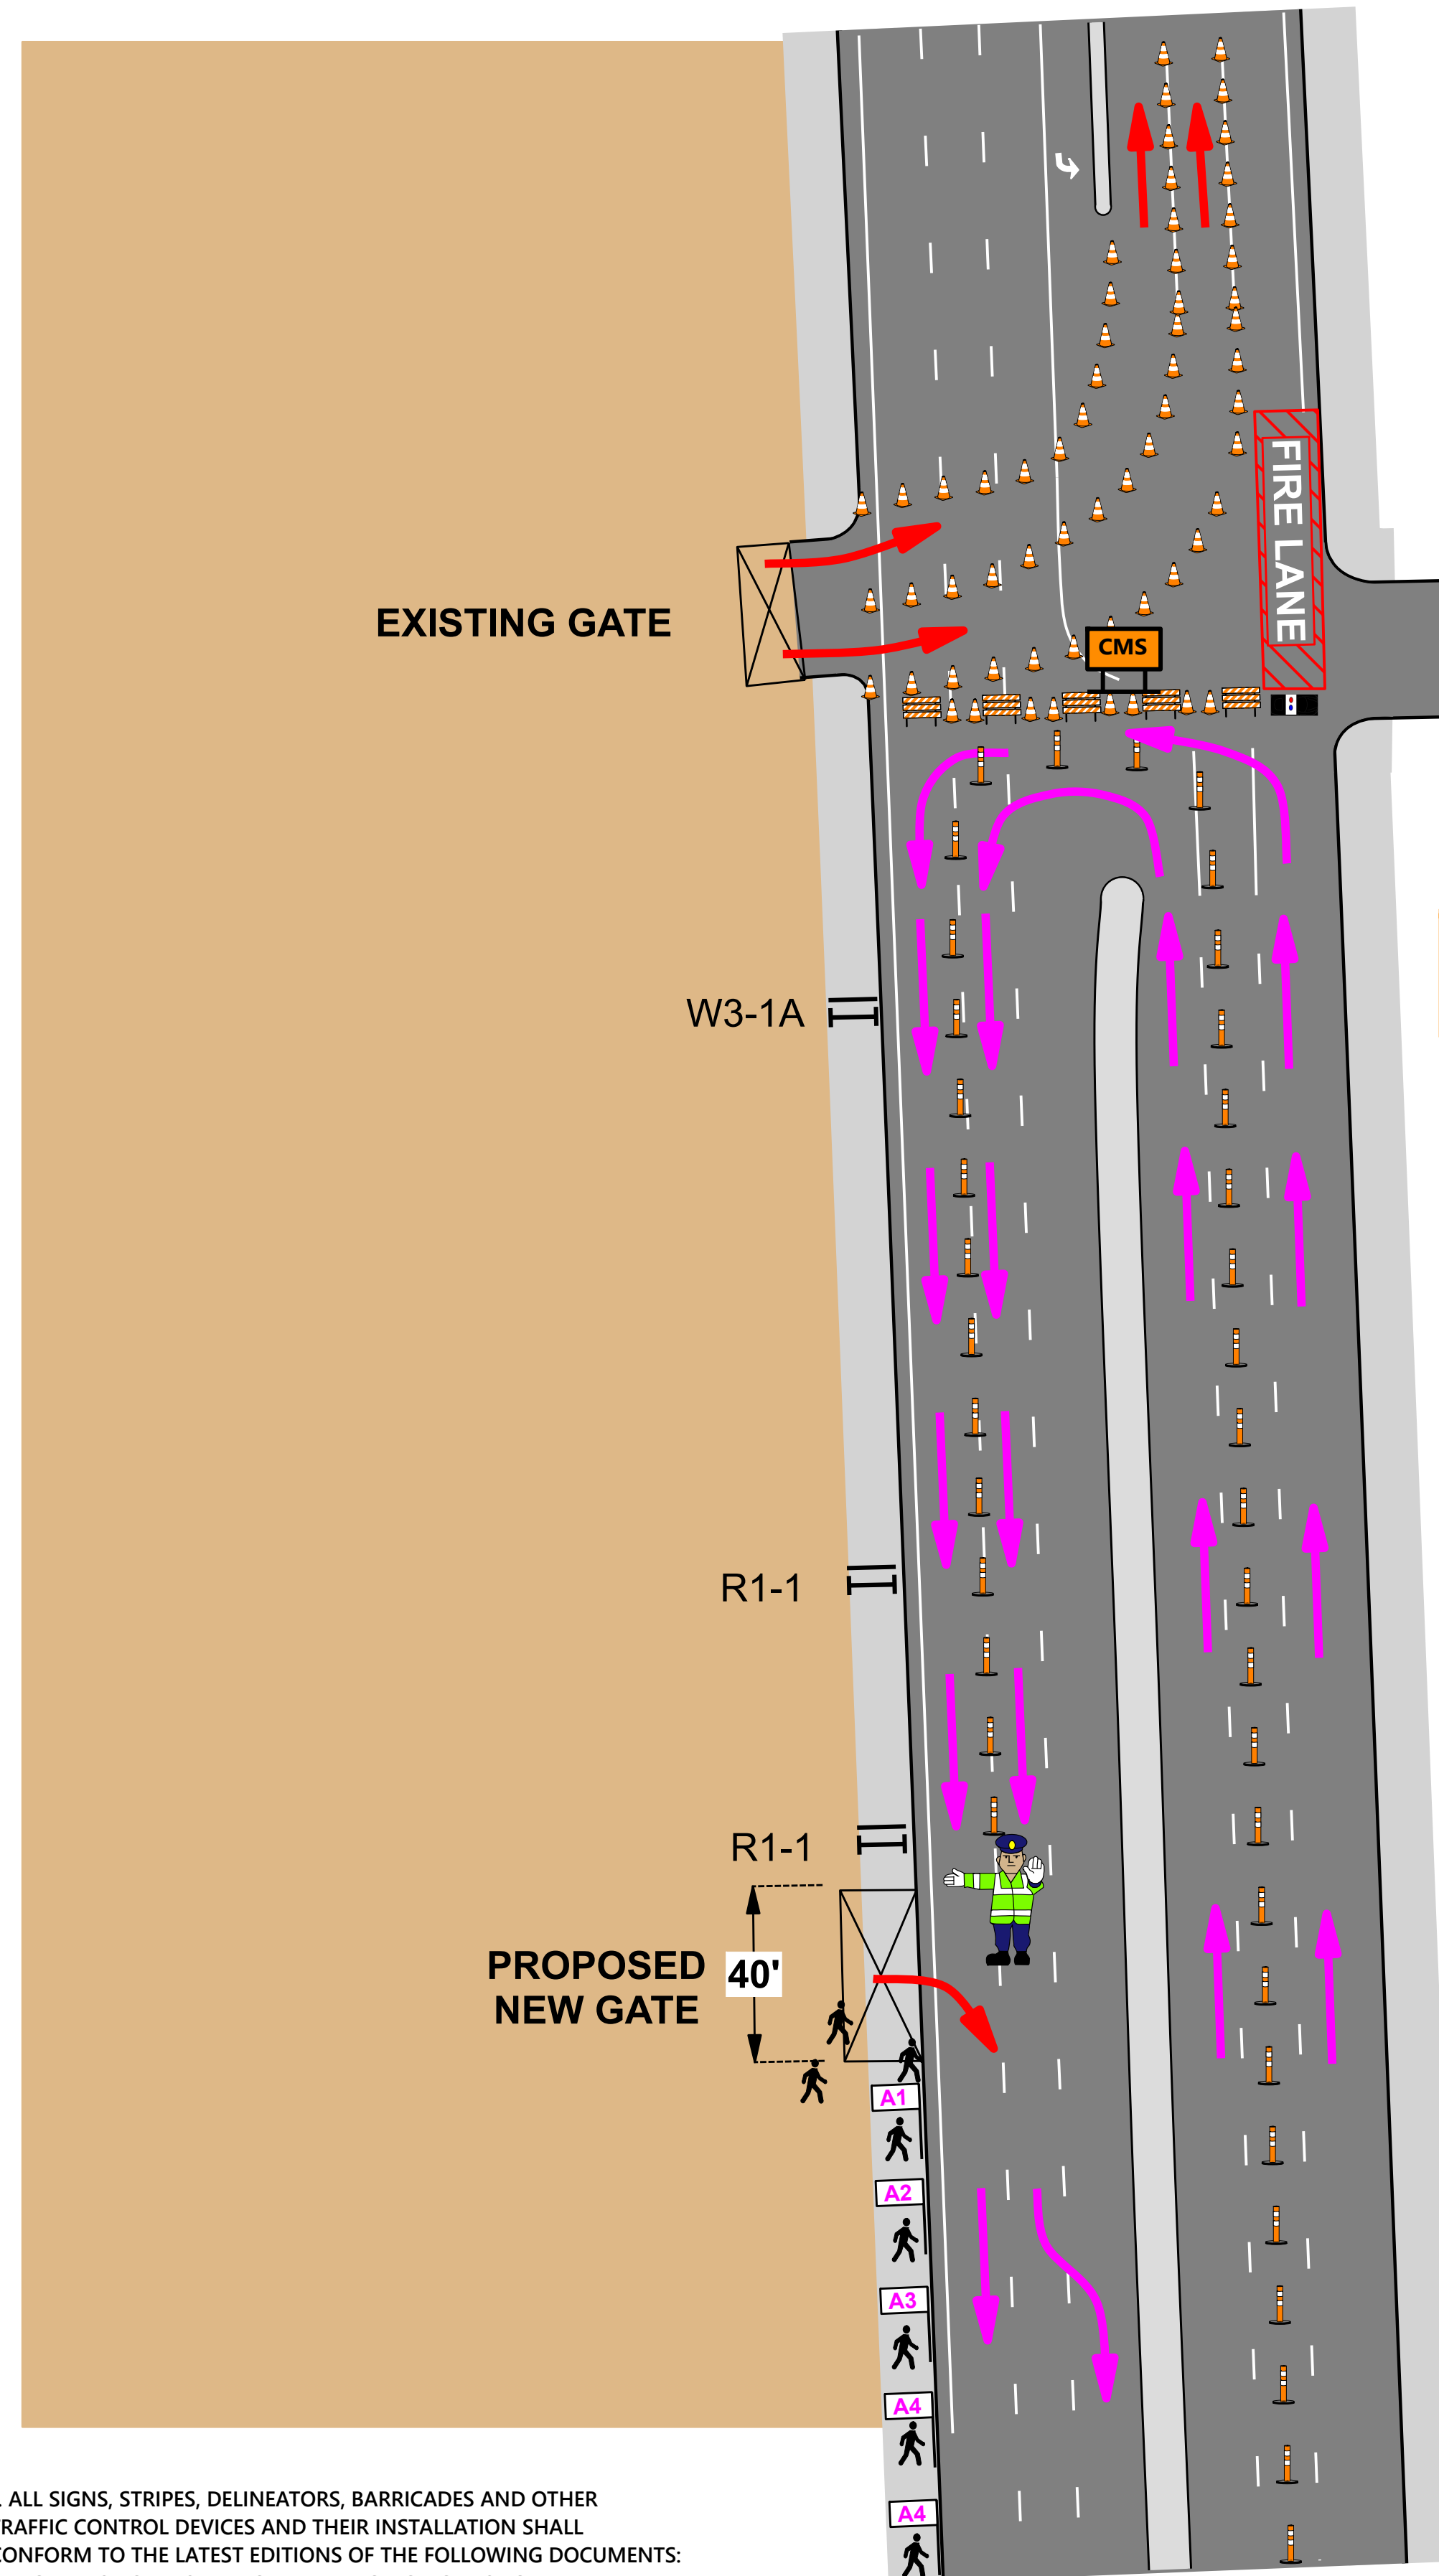 FIRE LANE
EXISTING GATE
CMS
W3-1A
R1-1
R1-1
PROPOSED
NEW GATE
40'
A1
A2
A3
A4
A4
. ALL SIGNS, STRIPES, DELINEATORS, BARRICADES AND OTHER
TRAFFIC CONTROL DEVICES AND THEIR INSTALLATION SHALL
CONFORM TO THE LATEST EDITIONS OF THE FOLLOWING DOCUMENTS: